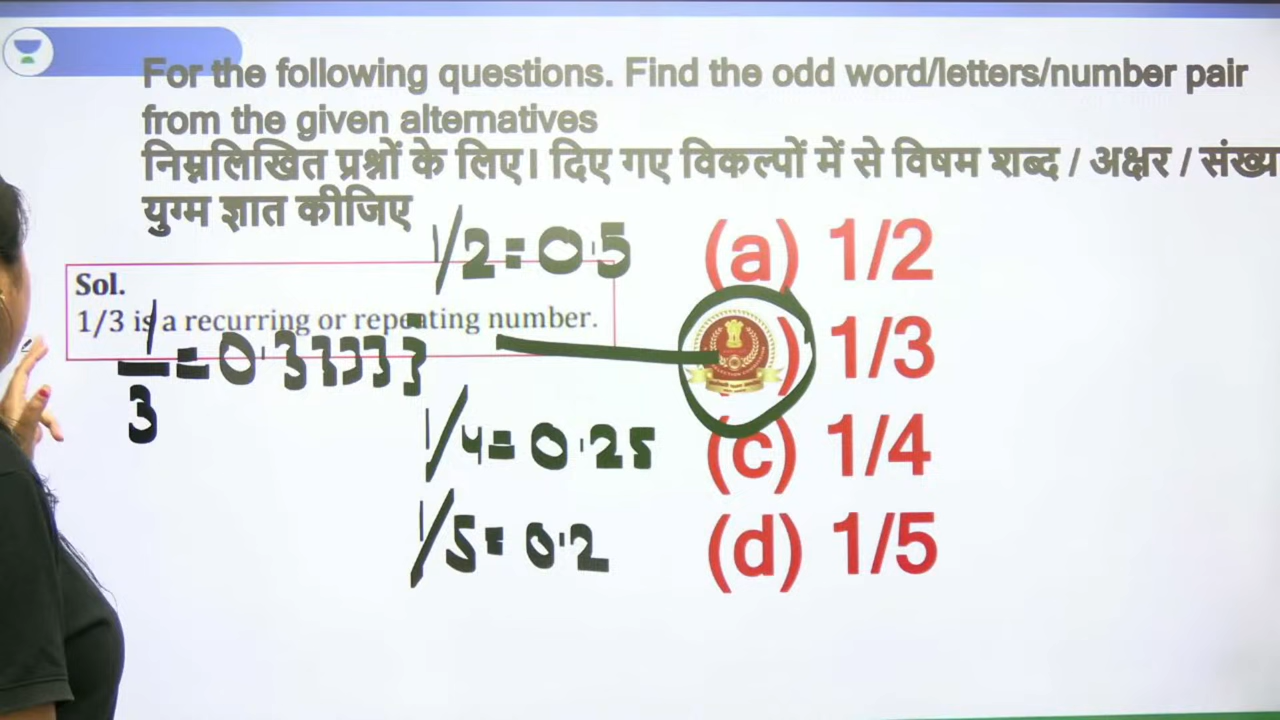 For the following questions. Find the odd word/letters/number pair
from the given alternatives
निम्नलिखित प्रश्नों के लिए। दिए गए विकल्पों में से विषम शब्द / अक्षर / संख्य
युग्म ज्ञात कीजिए
1/2 = 0.5
(a) 1/2
Sol.
1/3 is a recurring or repeating number.
1/3 = 0.33333
) 1/3
1/4 = 0.25
(c) 1/4
1/5 = 0.2
(d) 1/5